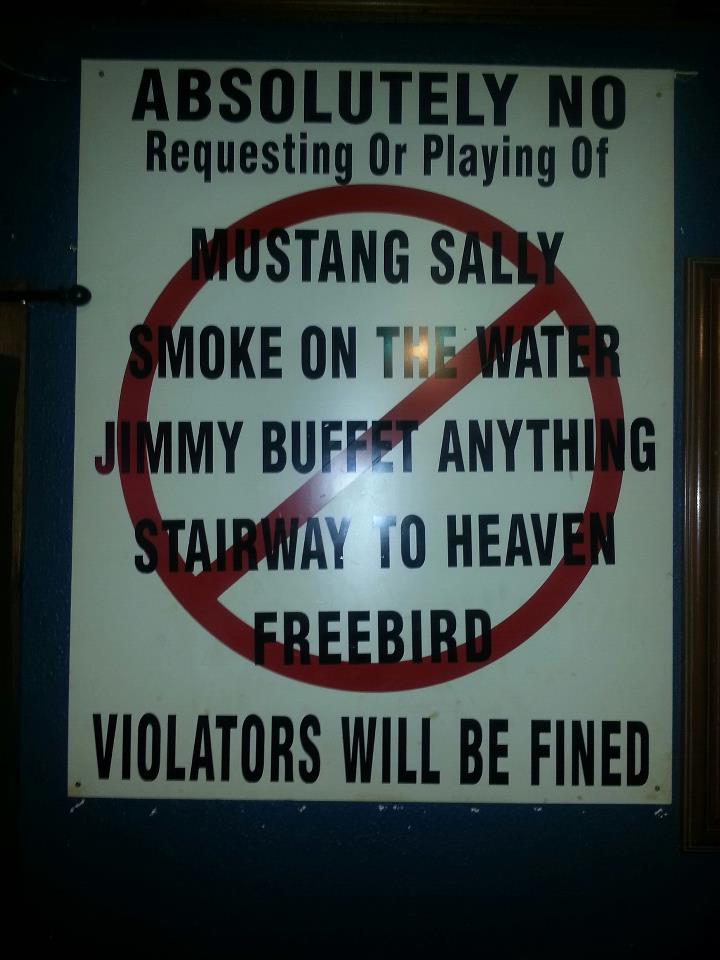 ABSOLUTELY NO
Requesting Or Playing Of
MUSTANG SALLY
SMOKE ON THE WATER
JIMMY BUFFET ANYTHING
STAIRWAY TO HEAVEN
FREEBIRD
VIOLATORS WILL BE FINED